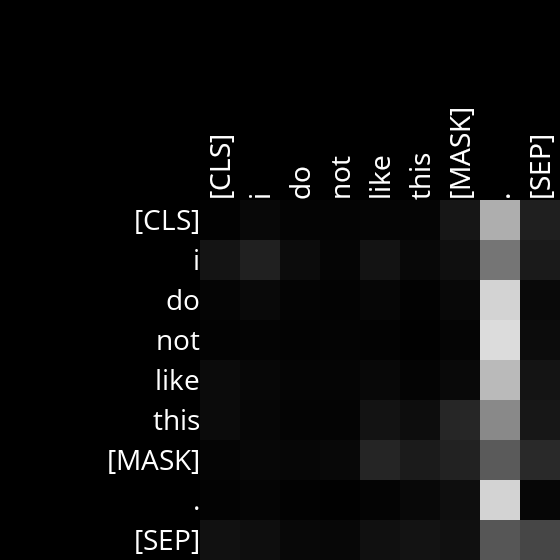 [CLS] i do not like this [MASK] . [SEP]
[CLS]
i
do
not
like
this
[MASK]
.
[SEP]